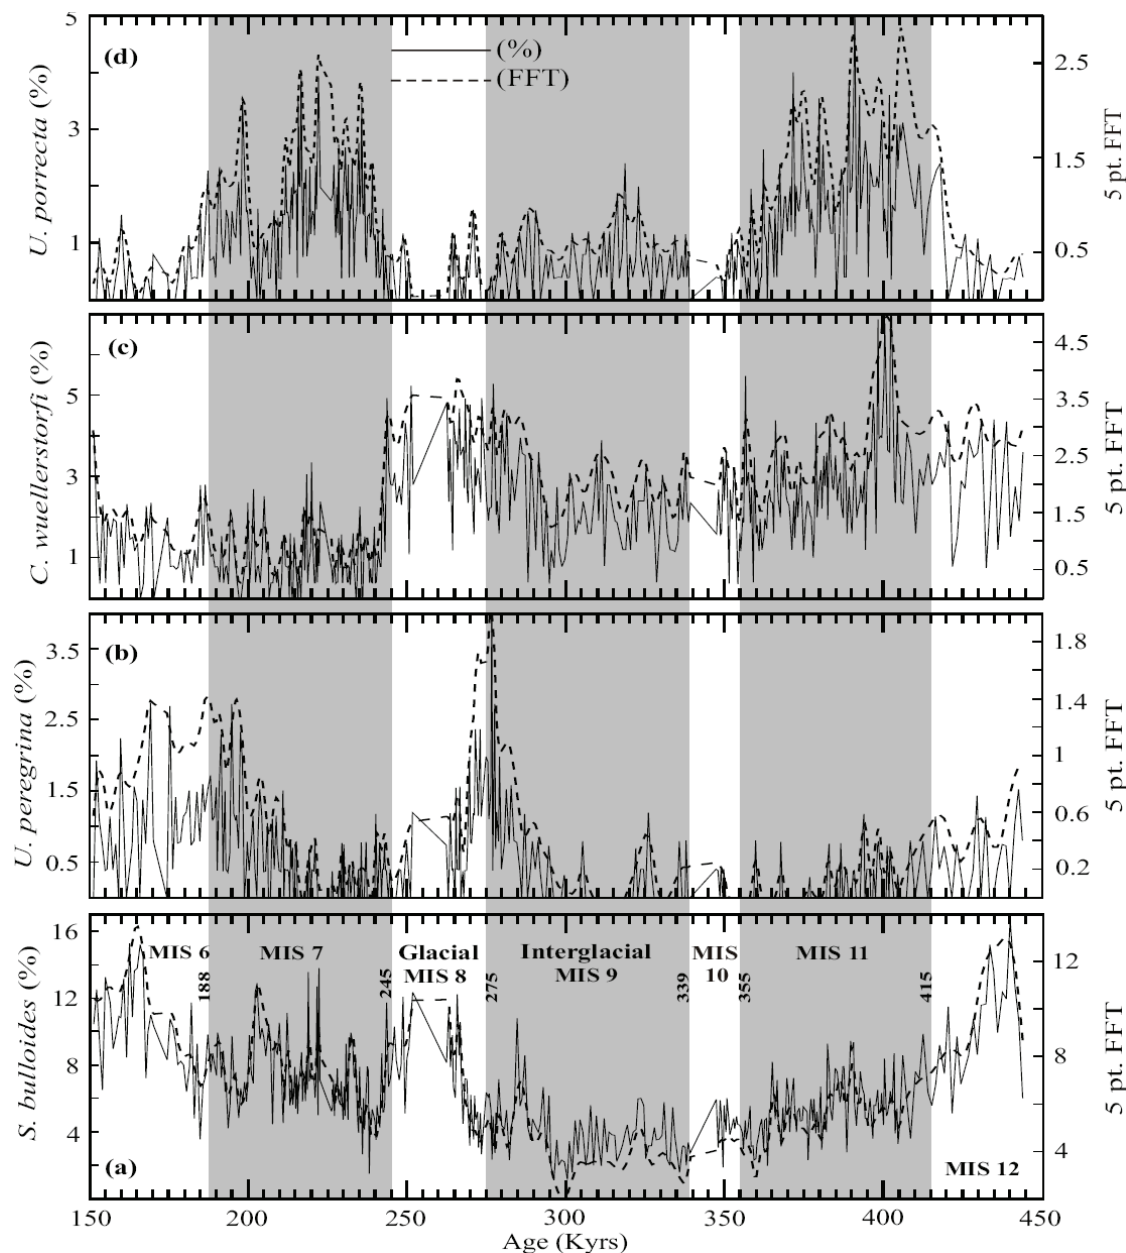 5
(d)
(%)
(FFT)
3
1
U. porrecta (%)
2.5
1.5
0.5
5 pt. FFT
(c)
5
3
1
C. wuellerstorfi (%)
4.5
3.5
2.5
1.5
0.5
5 pt. FFT
(b)
3.5
2.5
1.5
0.5
U. peregrina (%)
1.8
1.4
1
0.6
0.2
5 pt. FFT
16
12
8
4
S. bulloides (%)
MIS 6
188
MIS 7
245
Glacial
MIS 8
275
Interglacial
MIS 9
339
MIS
10
355
MIS 11
415
MIS 12
(a)
12
8
4
5 pt. FFT
150
200
250
300
350
400
450
Age (Kyrs)